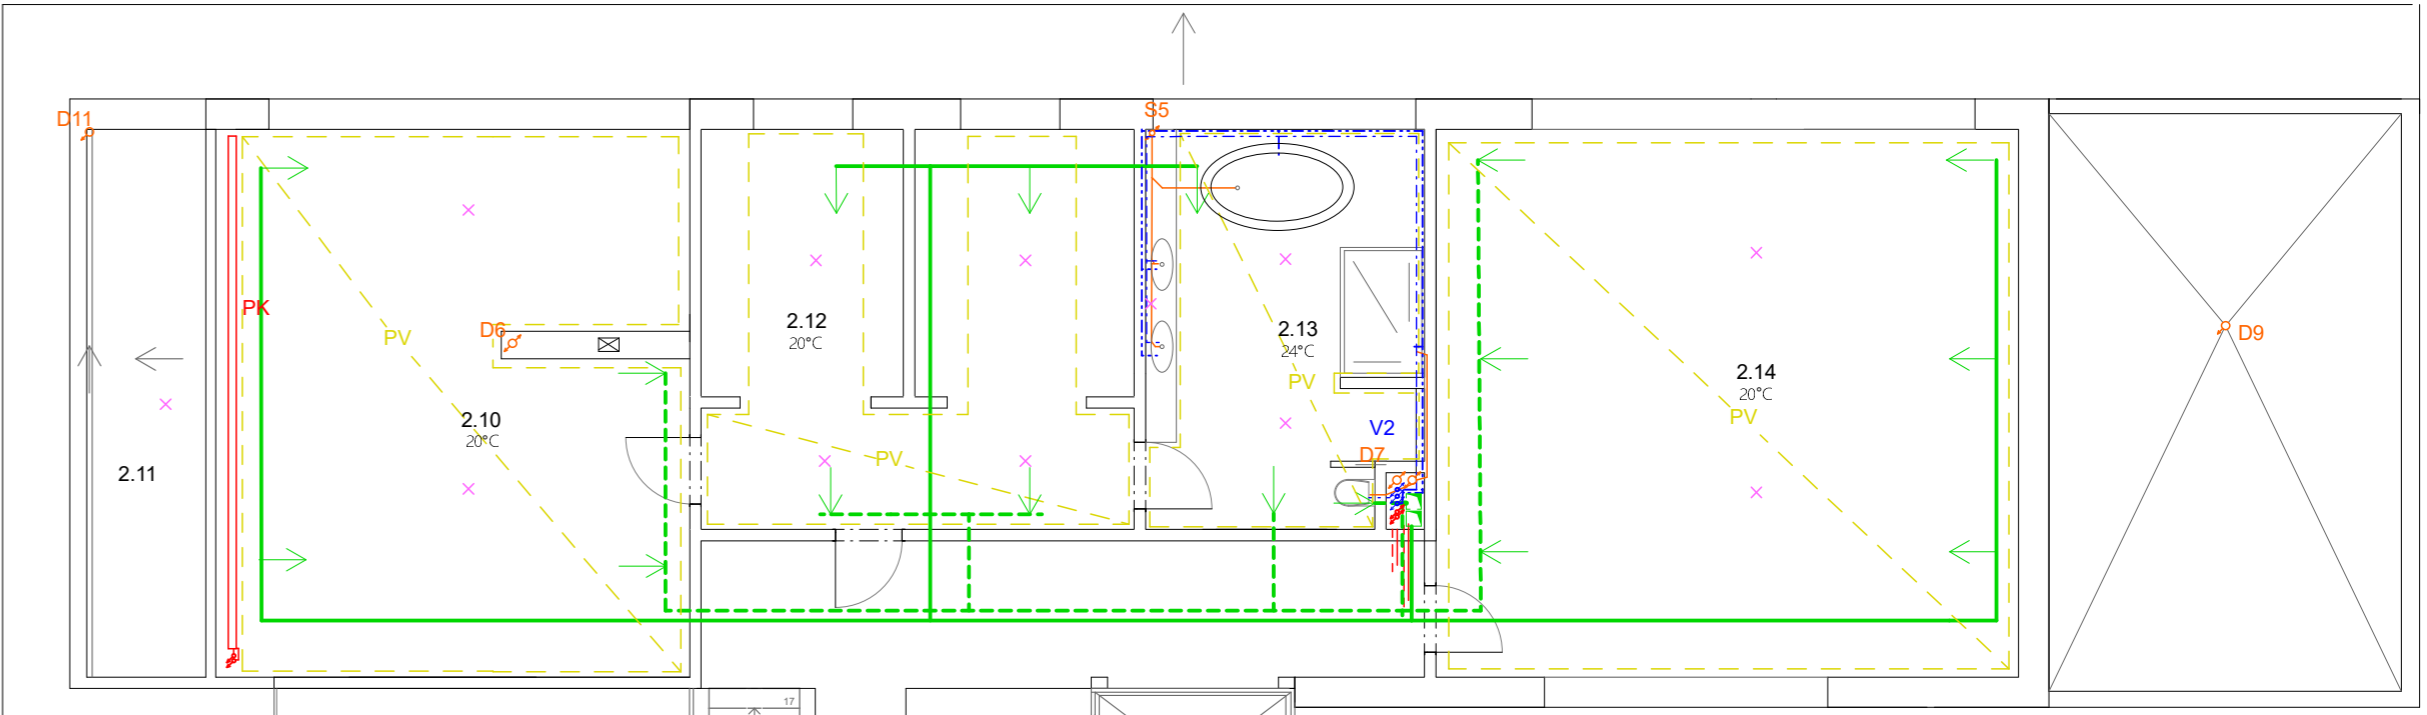 S5
D11
PK
D6
PV
2.12
20°C
2.13
24°C
D9
PV
2.14
20°C
PV
2.10
20°C
V2
D7
PV
2.11
17